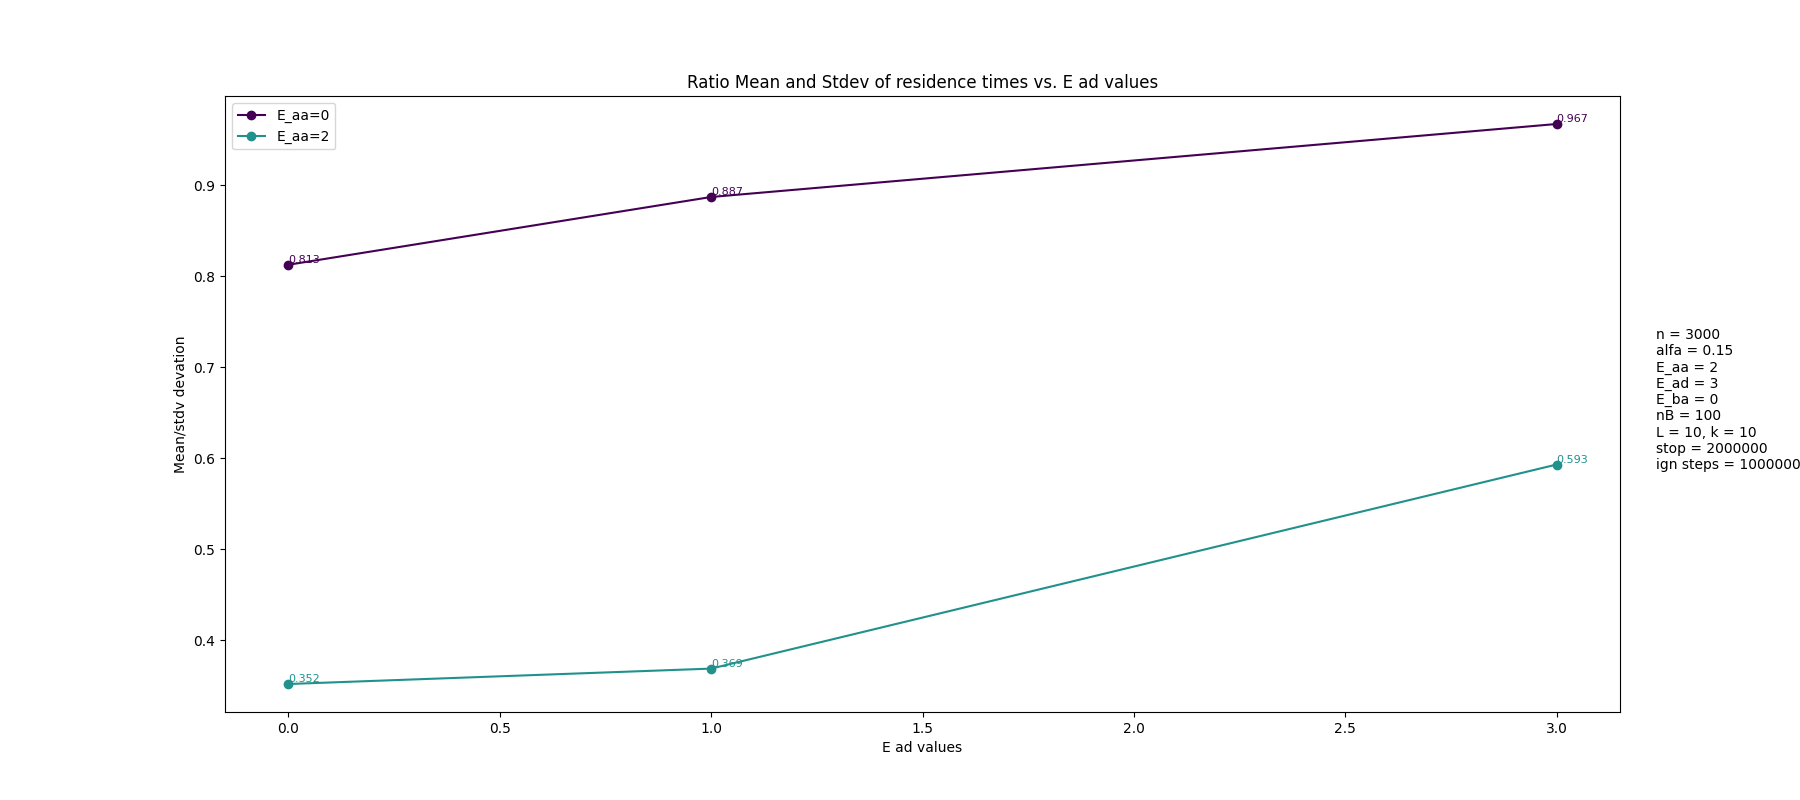 Ratio Mean and Stdev of residence times vs. E ad values
E_aa=0
E_aa=2
0.967
0.887
0.813
0.593
0.369
0.352
0.9
0.8
0.7
0.6
0.5
0.4
Mean/stdv devation
0.0 0.5 1.0 1.5 2.0 2.5 3.0
E ad values
n = 3000
alfa = 0.15
E_aa = 2
E_ad = 3
E_ba = 0
nB = 100
L = 10, k = 10
stop = 2000000
ign steps = 1000000